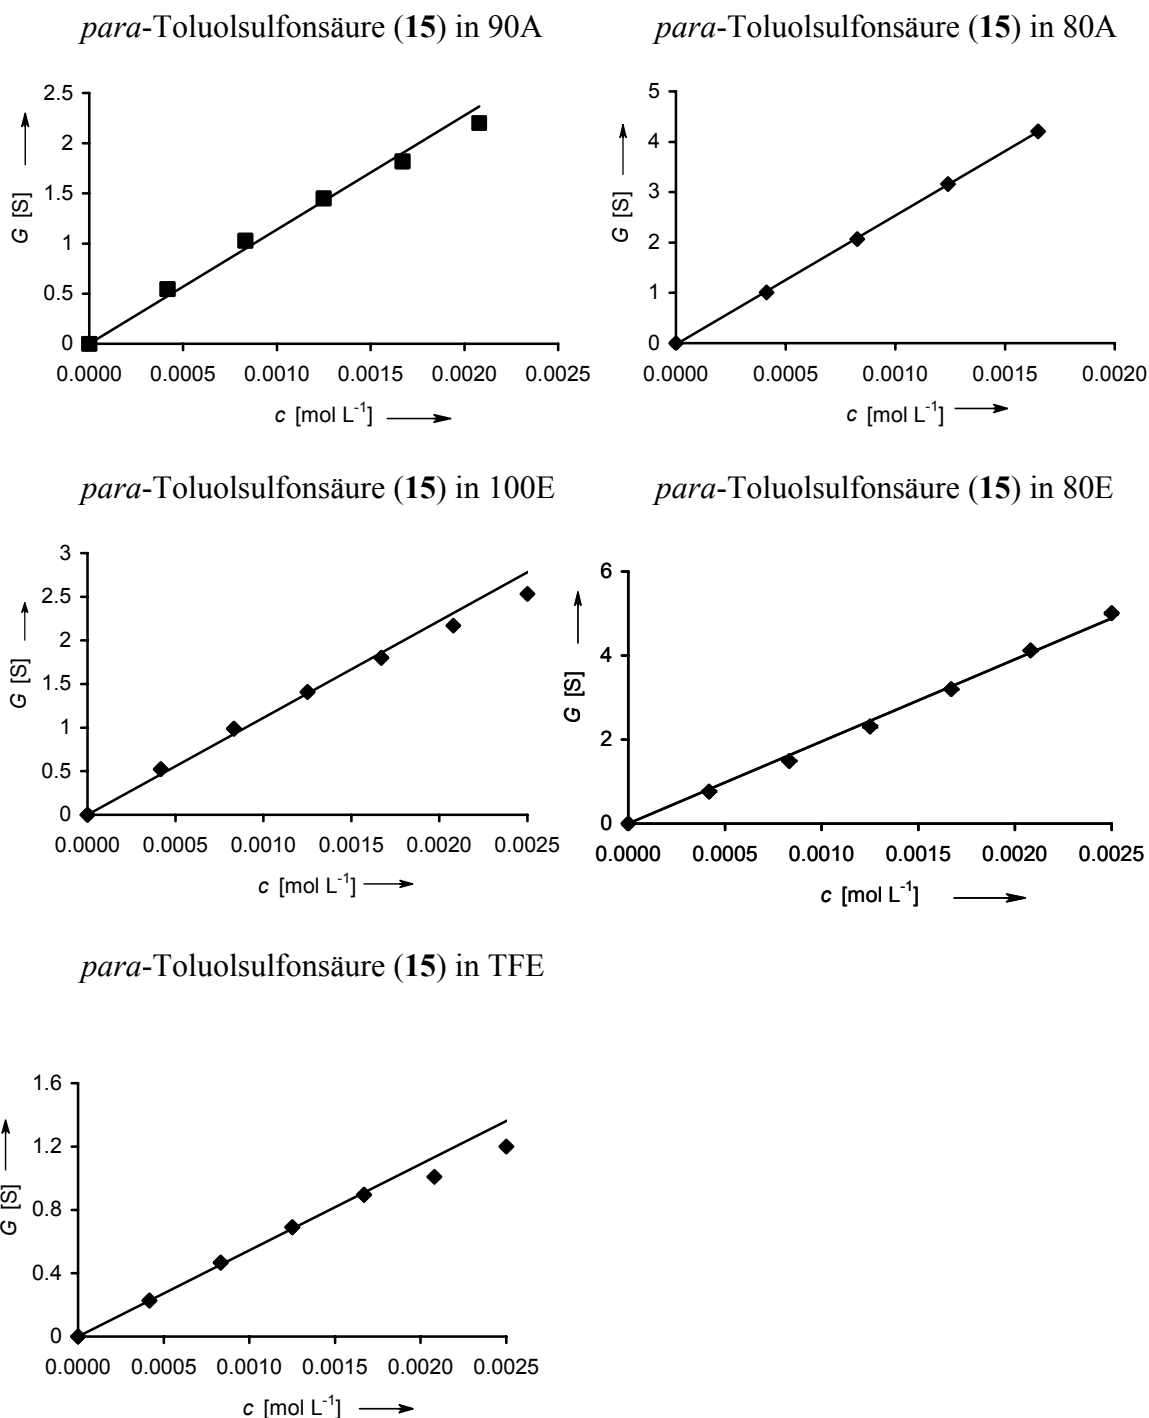 para-Toluolsulfonsäure (15) in 90A
2.5
2
1.5
1
0.5
0
G [S]
0.0000 0.0005 0.0010 0.0015 0.0020 0.0025
c [mol L-1]
para-Toluolsulfonsäure (15) in 80A
5
4
3
2
1
0
G [S]
0.0000 0.0005 0.0010 0.0015 0.0020
c [mol L-1]
para-Toluolsulfonsäure (15) in 100E
3
2.5
2
1.5
1
0.5
0
G [S]
0.0000 0.0005 0.0010 0.0015 0.0020 0.0025
c [mol L-1]
para-Toluolsulfonsäure (15) in 80E
6
4
2
0
G [S]
0.0000 0.0005 0.0010 0.0015 0.0020 0.0025
c [mol L-1]
para-Toluolsulfonsäure (15) in TFE
1.6
1.2
0.8
0.4
0
G [S]
0.0000 0.0005 0.0010 0.0015 0.0020 0.0025
c [mol L-1]